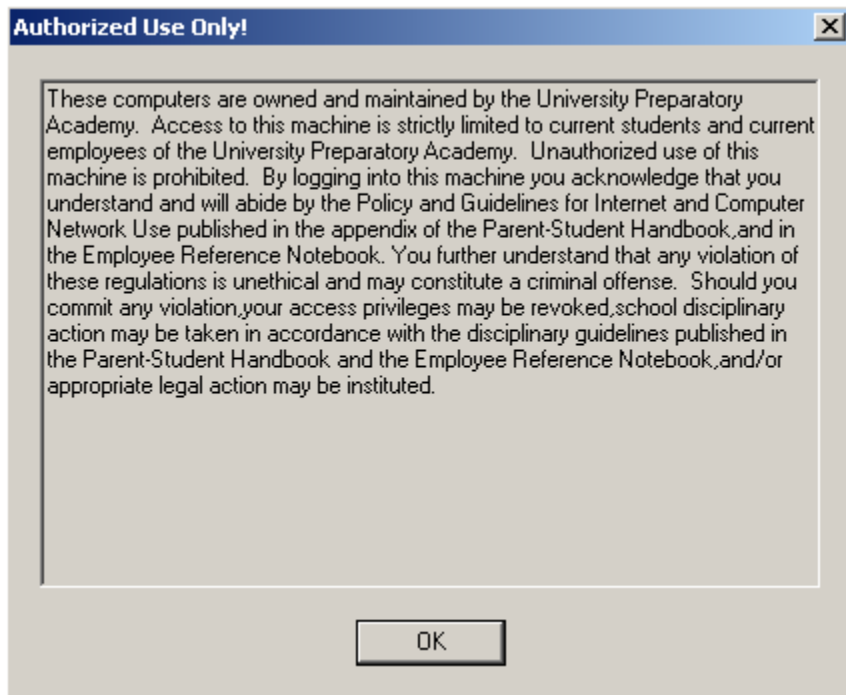 Authorized Use Only!
These computers are owned and maintained by the University Preparatory
Academy.  Access to this machine is strictly limited to current students and current
employees of the University Preparatory Academy.  Unauthorized use of this
machine is prohibited.  By logging into this machine you acknowledge that you
understand and will abide by the Policy and Guidelines for Internet and Computer
Network Use published in the appendix of the Parent-Student Handbook,and in
the Employee Reference Notebook. You further understand that any violation of
these regulations is unethical and may constitute a criminal offense.  Should you
commit any violation,your access privileges may be revoked,school disciplinary
action may be taken in accordance with the disciplinary guidelines published in
the Parent-Student Handbook and the Employee Reference Notebook,and/or
appropriate legal action may be instituted.
OK